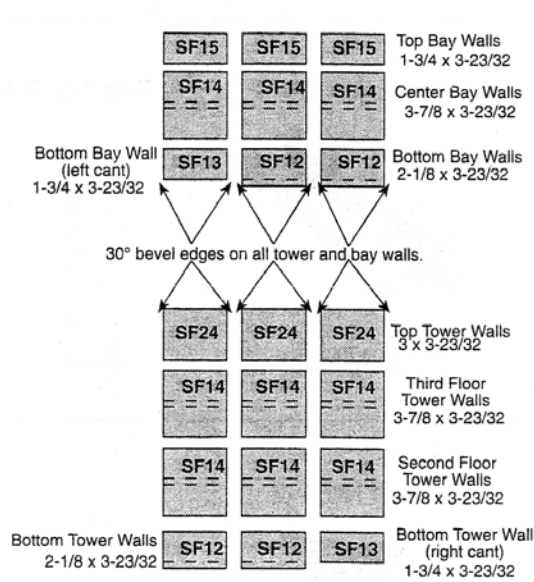 SF15 SF15 SF15 Top Bay Walls
1-3/4 x 3-23/32
SF14 SF14 SF14 Center Bay Walls
3-7/8 x 3-23/32
Bottom Bay Wall
(left cant)
1-3/4 x 3-23/32
SF13 SF12 SF12 Bottom Bay Walls
2-1/8 x 3-23/32
30° bevel edges on all tower and bay walls.
SF24 SF24 SF24 Top Tower Walls
3 x 3-23/32
SF14 SF14 SF14 Third Floor
Tower Walls
3-7/8 x 3-23/32
SF14 SF14 SF14 Second Floor
Tower Walls
3-7/8 x 3-23/32
Bottom Tower Walls
2-1/8 x 3-23/32
SF12 SF12 SF13 Bottom Tower Wall
(right cant)
1-3/4 x 3-23/32